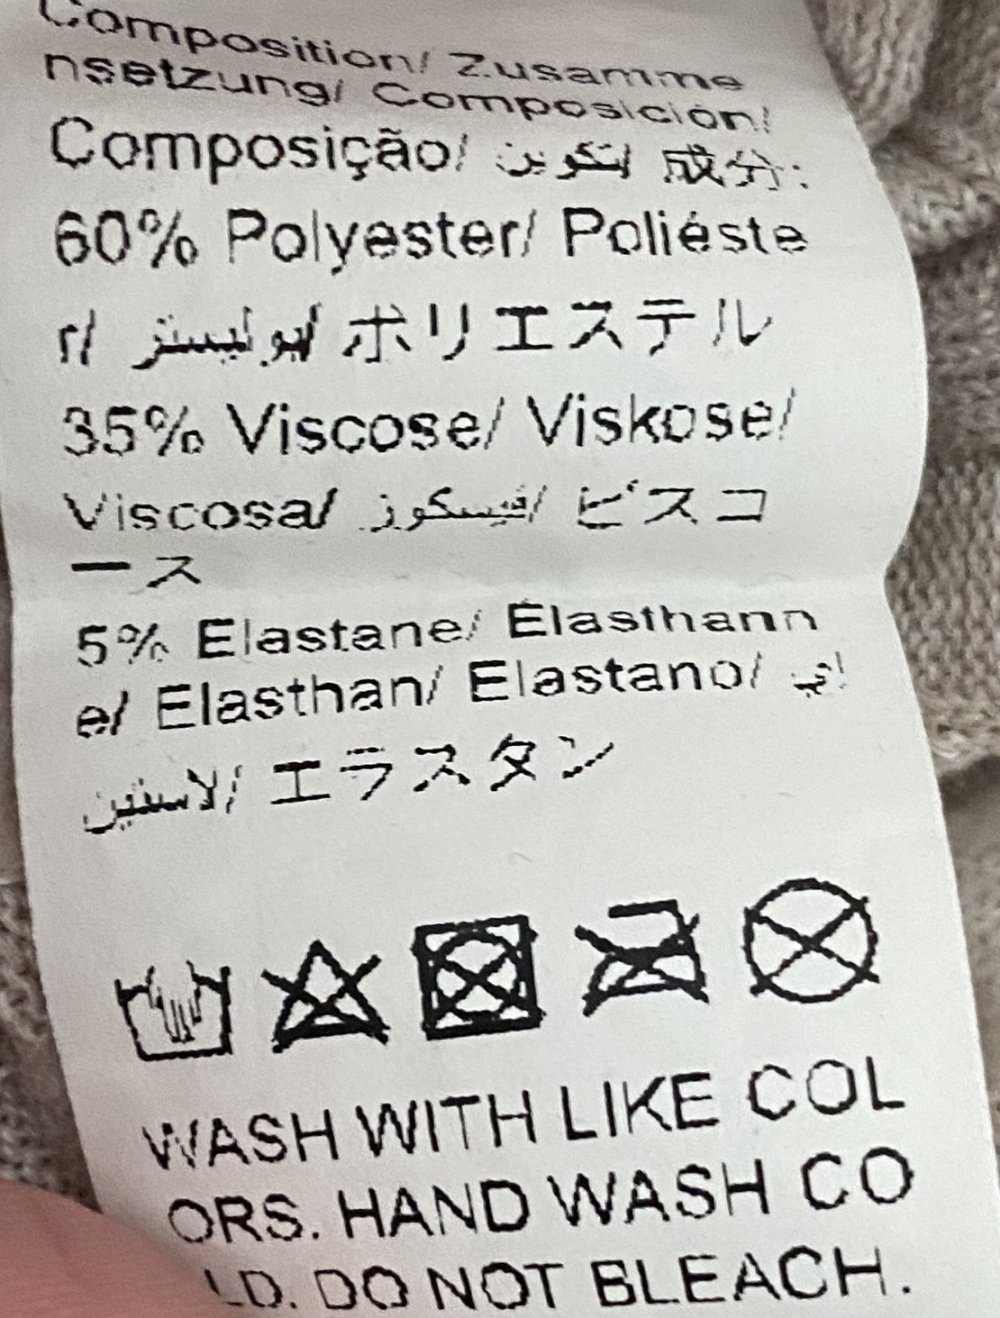 Composition/ Zusamme
nsetzung/ Composición/
Composição/ تكوين/ 成分:
60% Polyester/ Poliéste
r/ بوليستر/ ポリエステル
35% Viscose/ Viskose/
Viscosa/ فيسكوز/ ビスコ
ース
5% Elastane/ Élasthann
e/ Elasthan/ Elastano/
エラスタン
WASH WITH LIKE COL
ORS. HAND WASH CO
LD. DO NOT BLEACH.